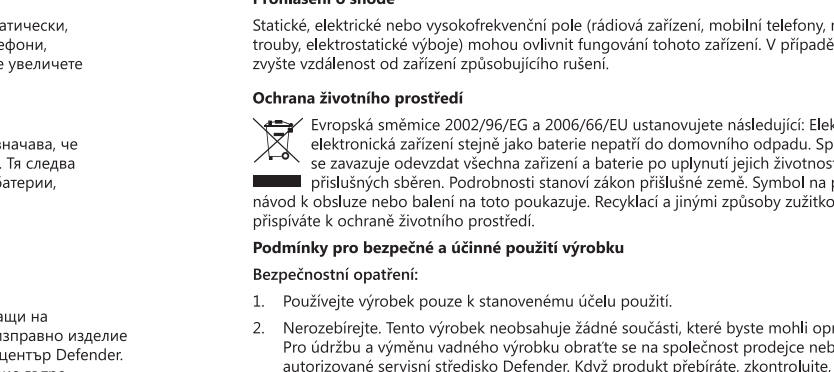 атически,
ефони,
е увеличете
начава, че
. Тя следва
батерии,
ащи на
изправно изделие
център Defender.
Statické, elektrické nebo vysokofrekvenční pole (rádiová zařízení, mobilní telefony,
trouby, elektrostatické výboje) mohou ovlivnit fungování tohoto zařízení. V případě
zvyšte vzdálenost od zařízení způsobujícího rušení.
Ochrana životního prostředí
Evropská směmice 2002/96/EG a 2006/66/EU ustanovujete následující: Elek
elektronická zařízení stejně jako baterie nepatří do domovního odpadu. Sp
se zavazuje odevzdat všechna zařízení a baterie po uplynutí jejich životnost
přislušných sběren. Podrobnosti stanoví zákon přišlušné země. Symbol na p
návod k obsluze nebo balení na toto poukazuje. Recyklací a jinými způsoby zužitko
přispíváte k ochraně životního prostředí.
Podmínky pro bezpečné a účinné použití výrobku
Bezpečnostní opatření:
1. Používejte výrobek pouze k stanovenému účelu použití.
2. Nerozebírejte. Tento výrobek neobsahuje žádné součásti, které byste mohli opr
Pro údržbu a výměnu vadného výrobku obraťte se na společnost prodejce neb
autorizované servisní středisko Defender. Když produkt přebíráte, zkontrolujte,